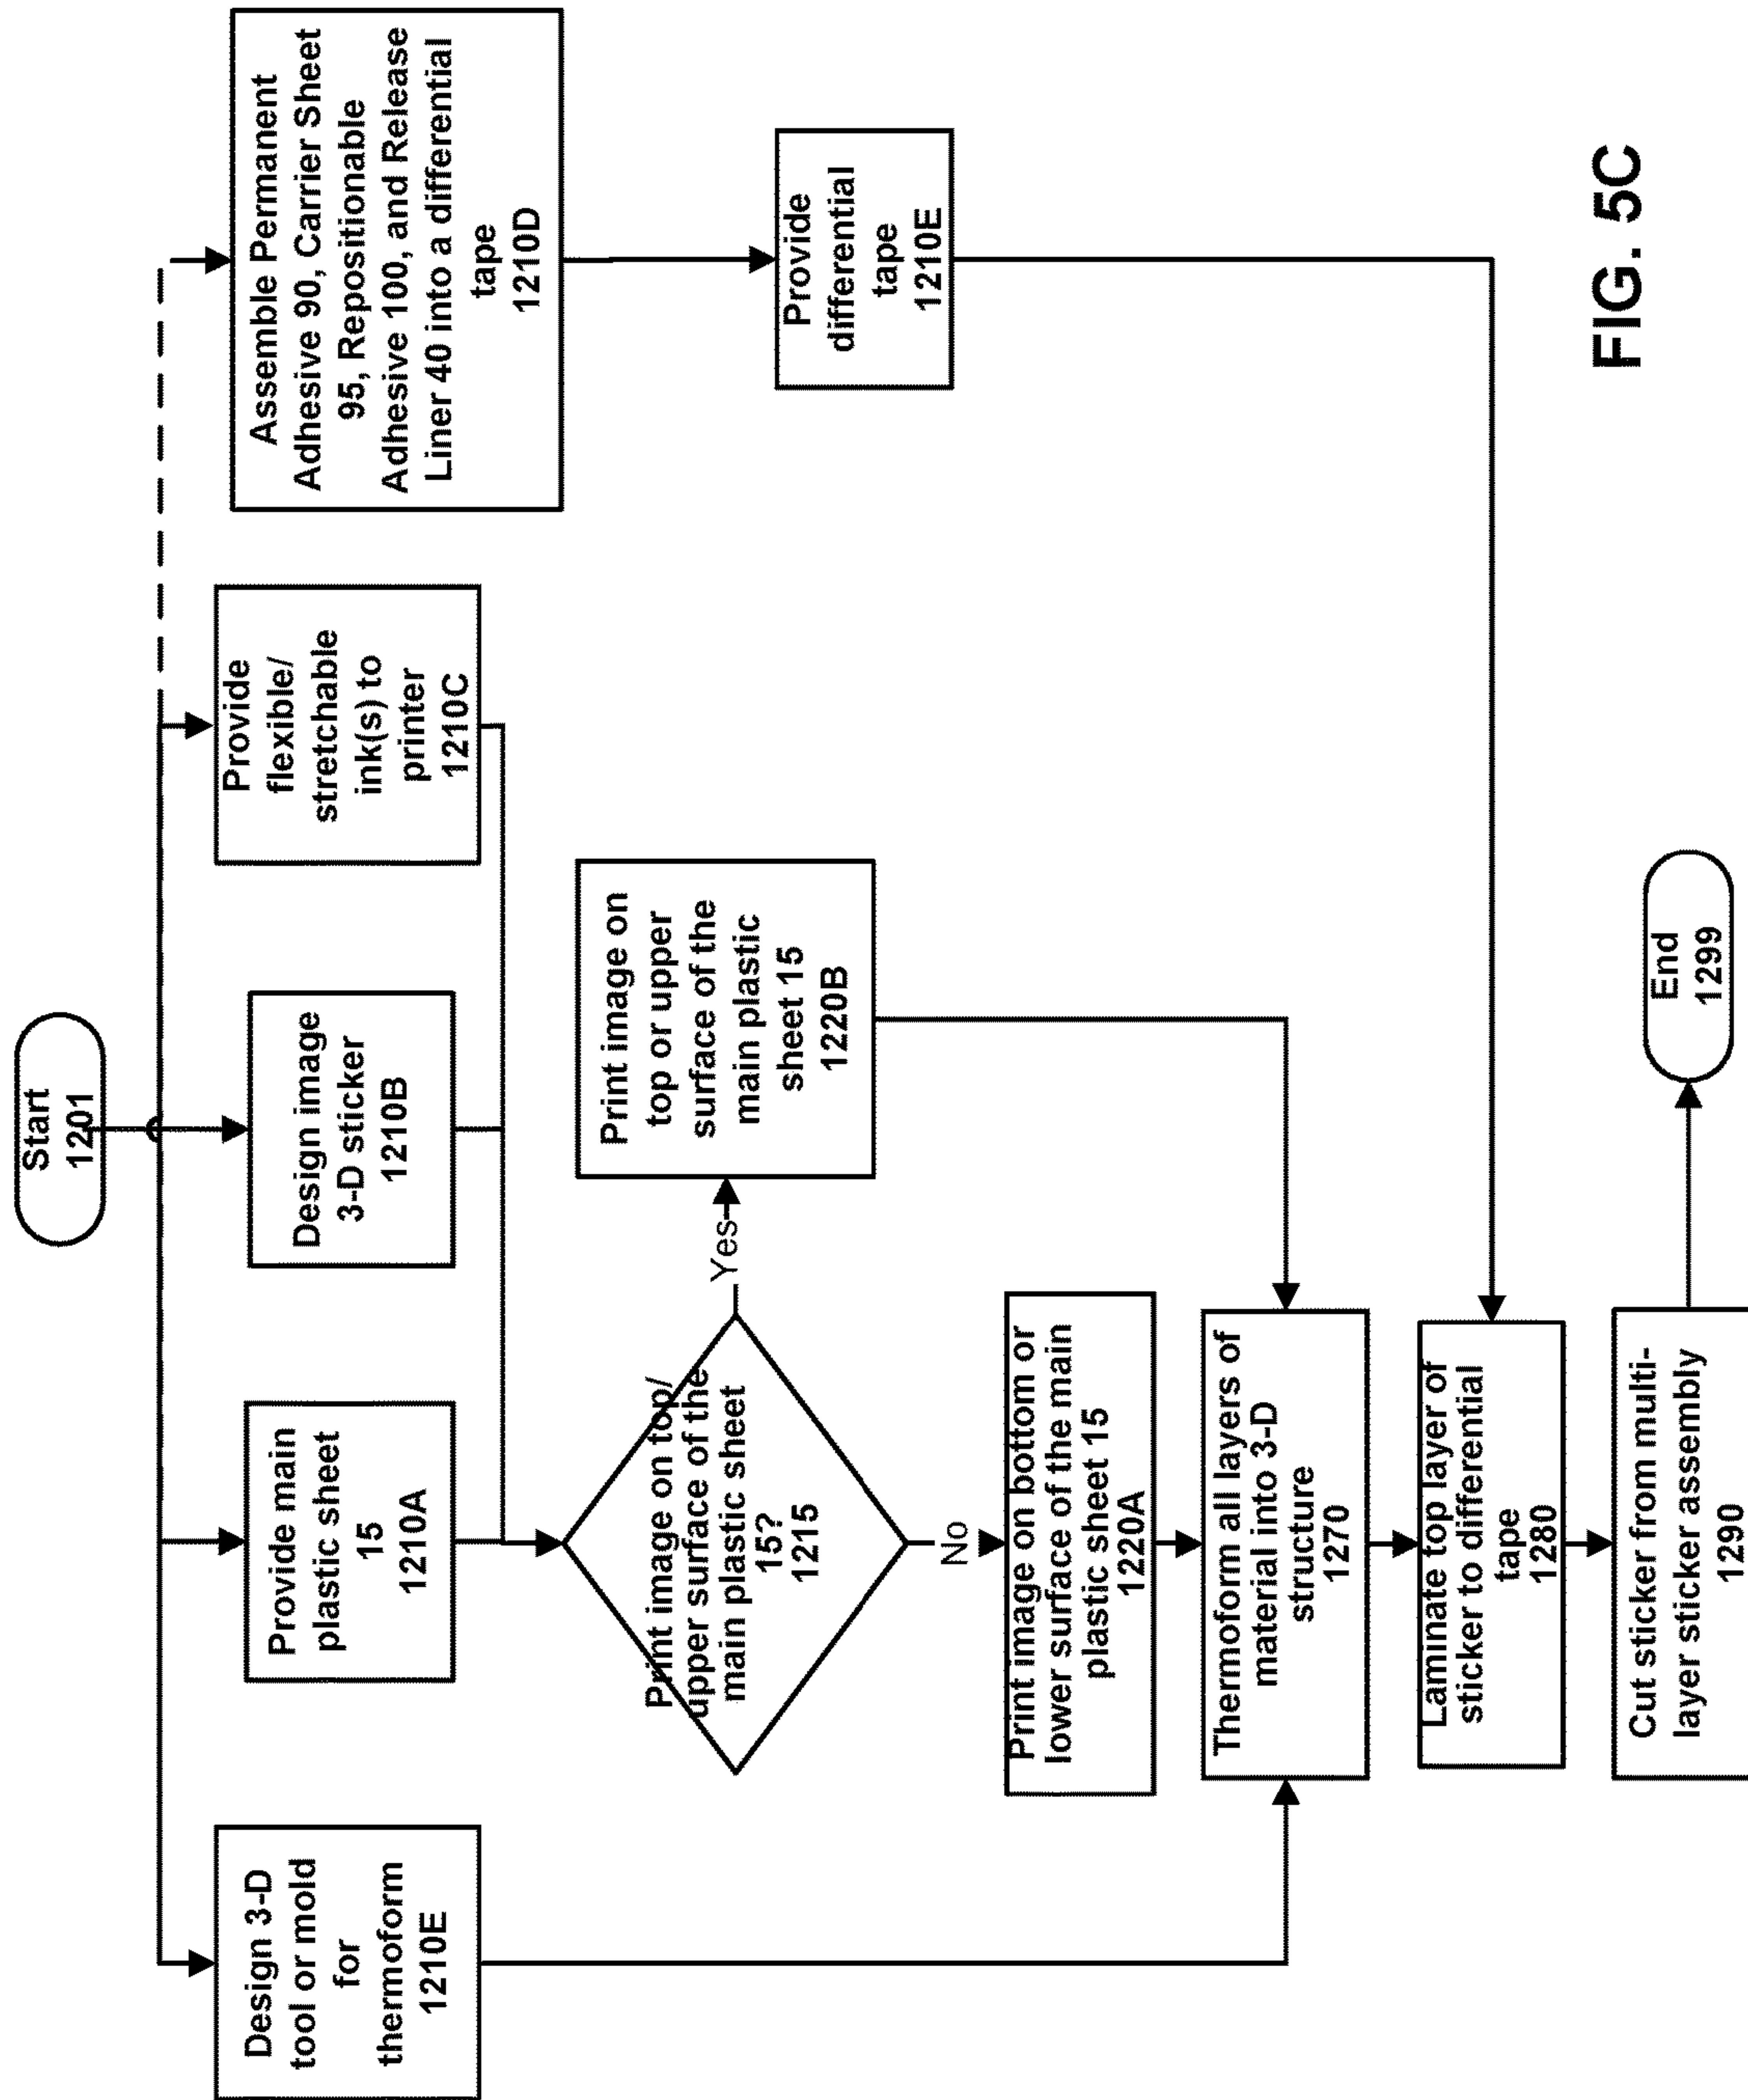 Start
1201
Design 3-D
tool or mold
for
thermoform
1210E
Provide main
plastic sheet
15
1210A
Design image
3-D sticker
1210B
Provide
flexible/
stretchable
ink(s) to
printer
1210C
Assemble Permanent
Adhesive 90, Carrier Sheet
95, Repositionable
Adhesive 100, and Release
Liner 40 into a differential
tape
1210D
Print image on top/
upper surface of the
main plastic sheet
15?
1215
Yes
Print image on
top or upper
surface of the
main plastic
sheet 15
1220B
Provide
differential
tape
1210E
No
Print image on bottom or
lower surface of the main
plastic sheet 15
1220A
Thermoform all layers of
material into 3-D
structure
1270
Laminate top layer of
sticker to differential
tape
1280
Cut sticker from multi-
layer sticker assembly
1290
End
1299
FIG. 5C